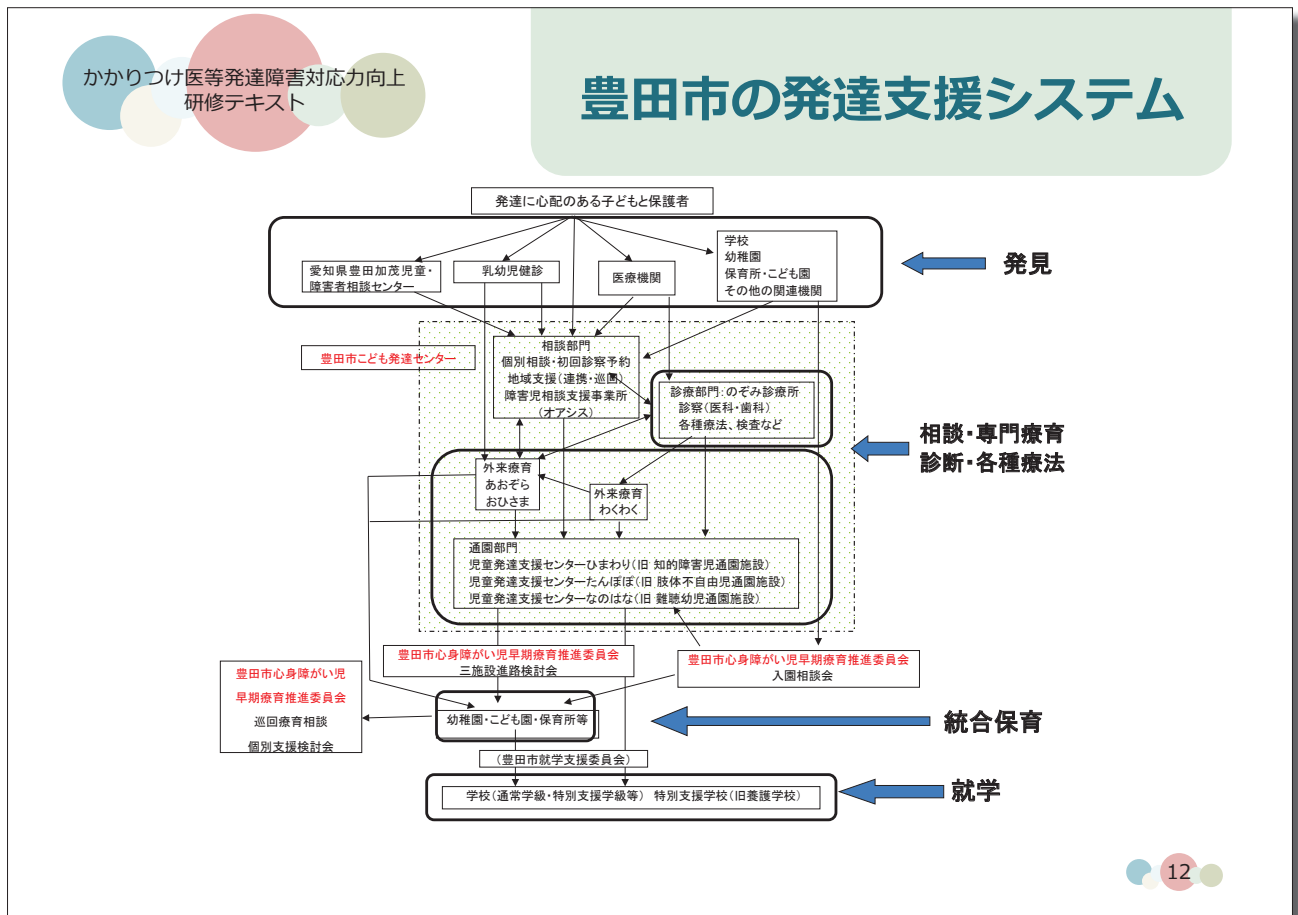 かかりつけ医等発達障害対応力向上
研修テキスト
豊田市の発達支援システム
発達に心配のある子どもと保護者
愛知県豊田加茂児童・
障害者相談センター
乳幼児健診
医療機関
学校
幼稚園
保育所・こども園
その他の関連機関
発見
豊田市こども発達センター
相談部門
個別相談・初回診察予約
地域支援(連携・巡回)
障害児相談支援事業所
(オアシス)
診療部門:のぞみ診療所
診察(医科・歯科)
各種療法、検査など
相談・専門療育
診断・各種療法
外来療育
あおぞら
おひさま
外来療育
わくわく
通園部門
児童発達支援センターひまわり(旧 知的障害児通園施設)
児童発達支援センターたんぽぽ(旧 肢体不自由児通園施設)
児童発達支援センターなのはな(旧 難聴幼児通園施設)
豊田市心身障がい児早期療育推進委員会
三施設進路検討会
豊田市心身障がい児早期療育推進委員会
入園相談会
豊田市心身障がい児
早期療育推進委員会
巡回療育相談
個別支援検討会
幼稚園・こども園・保育所等
統合保育
(豊田市就学支援委員会)
学校(通常学級・特別支援学級等) 特別支援学校(旧養護学校)
就学
12